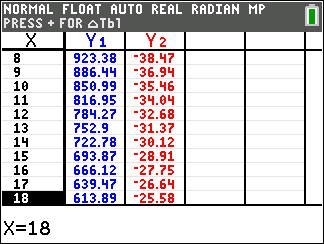 NORMAL FLOAT AUTO REAL RADIAN MP
PRESS + FOR △Tbl
X Y1 Y2
8 923.38 -38.47
9 886.44 -36.94
10 850.99 -35.46
11 816.95 -34.04
12 784.27 -32.68
13 752.9 -31.37
14 722.78 -30.12
15 693.87 -28.91
16 666.12 -27.75
17 639.47 -26.64
18 613.89 -25.58
X=18